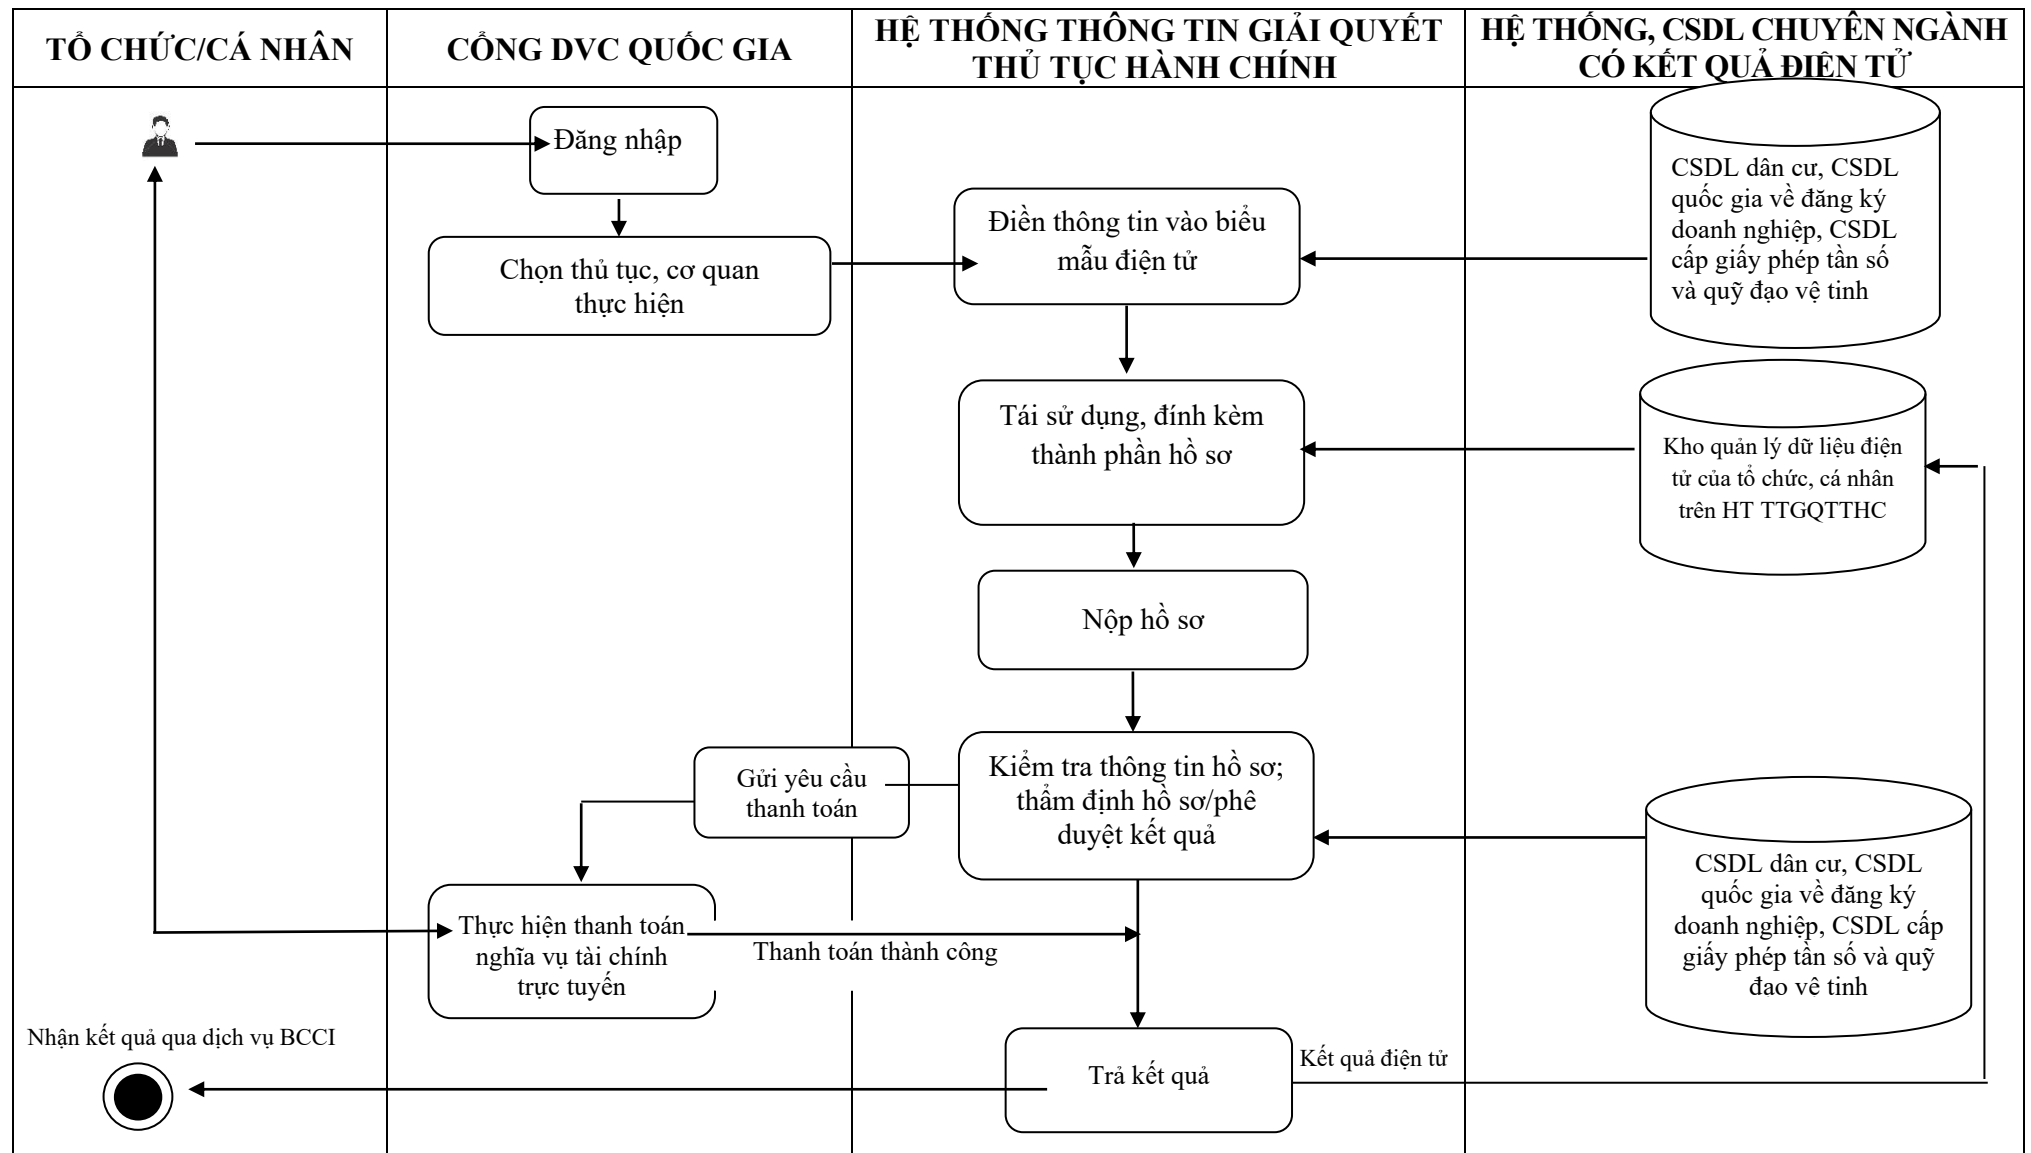 TỔ CHỨC/CÁ NHÂN
CỔNG DVC QUỐC GIA
HỆ THỐNG THÔNG TIN GIẢI QUYẾT
THỦ TỤC HÀNH CHÍNH
HỆ THỐNG, CSDL CHUYÊN NGÀNH
CÓ KẾT QUẢ ĐIỆN TỬ
Đăng nhập
Chọn thủ tục, cơ quan
thực hiện
Điền thông tin vào biểu
mẫu điện tử
CSDL dân cư, CSDL
quốc gia về đăng ký
doanh nghiệp, CSDL
cấp giấy phép tần số
và quỹ đạo vệ tinh
Tái sử dụng, đính kèm
thành phần hồ sơ
Kho quản lý dữ liệu điện
tử của tổ chức, cá nhân
trên HT TTGQTTHC
Nộp hồ sơ
Gửi yêu cầu
thanh toán
Kiểm tra thông tin hồ sơ;
thẩm định hồ sơ/phê
duyệt kết quả
CSDL dân cư, CSDL
quốc gia về đăng ký
doanh nghiệp, CSDL cấp
giấy phép tần số và quỹ
đao vê tinh
Thực hiện thanh toán
nghĩa vụ tài chính
trực tuyến
Thanh toán thành công
Nhận kết quả qua dịch vụ BCCI
Trả kết quả
Kết quả điện tử